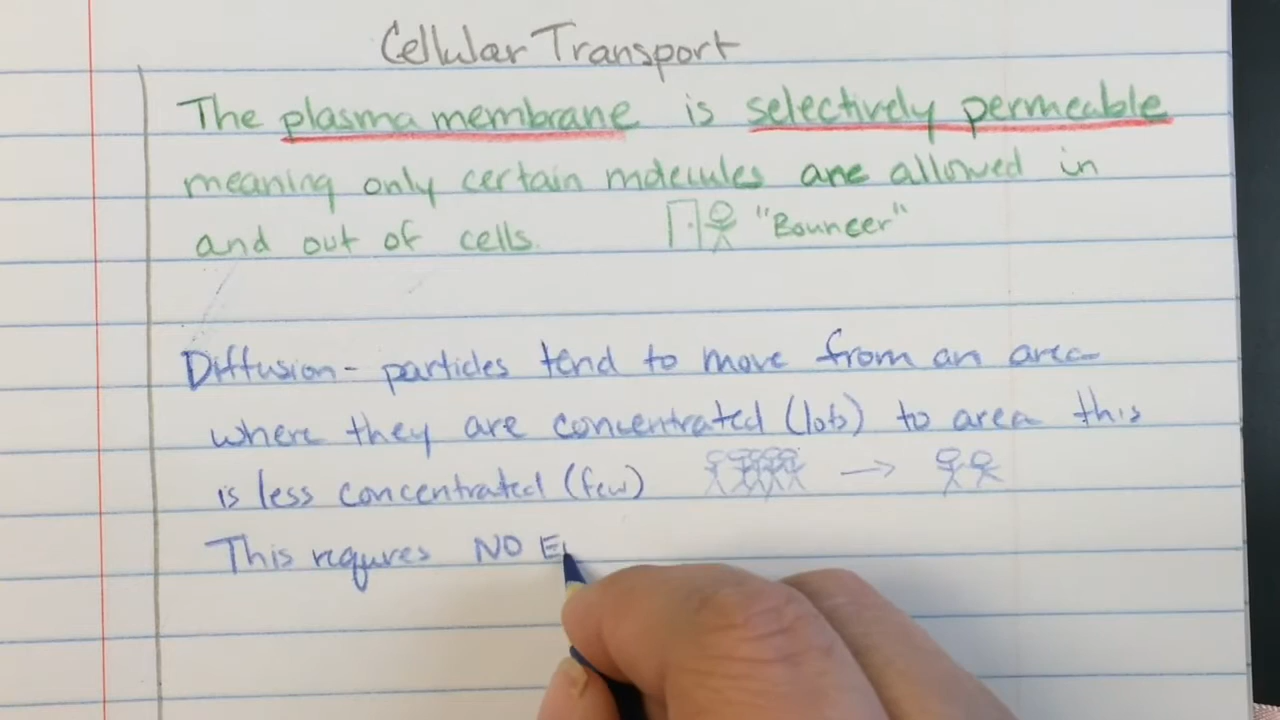 Cellular Transport
The plasma membrane is selectively permeable
meaning only certain molecules are allowed in
and out of cells. "Bouncer"
Diffusion - particles tend to move from an area
where they are concentrated (lots) to area this
is less concentrated (few) →
This requres NO E